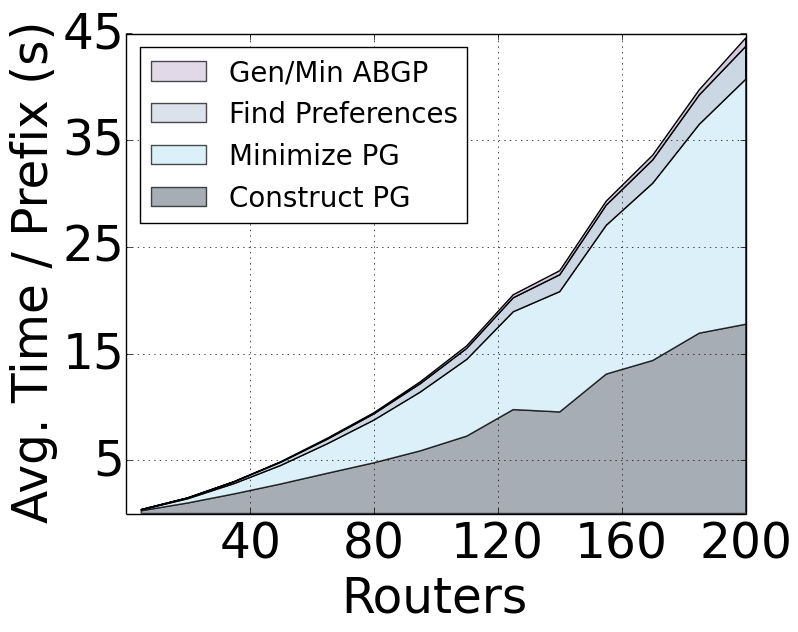 Avg. Time / Prefix (s)
45
35
25
15
5
Gen/Min ABGP
Find Preferences
Minimize PG
Construct PG
40 80 120 160 200
Routers